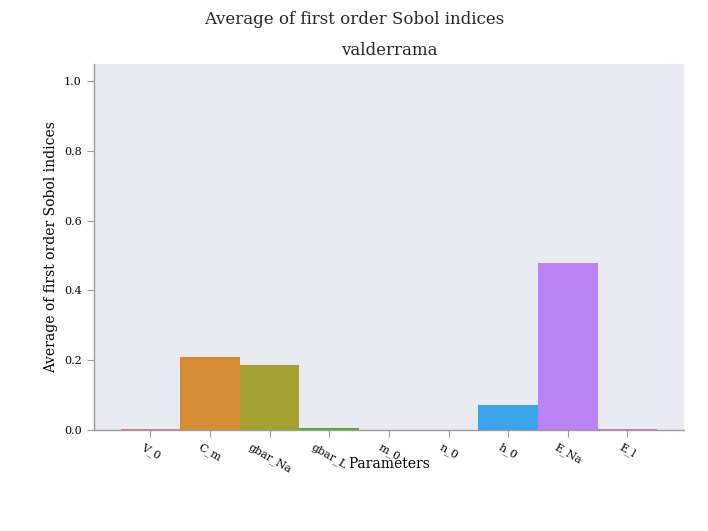 Average of first order Sobol indices
valderrama
Average of first order Sobol indices
1.0
0.8
0.6
0.4
0.2
0.0
V_0
C_m
gbar_Na
gbar_L
m_0
n_0
h_0
E_Na
E_l
Parameters